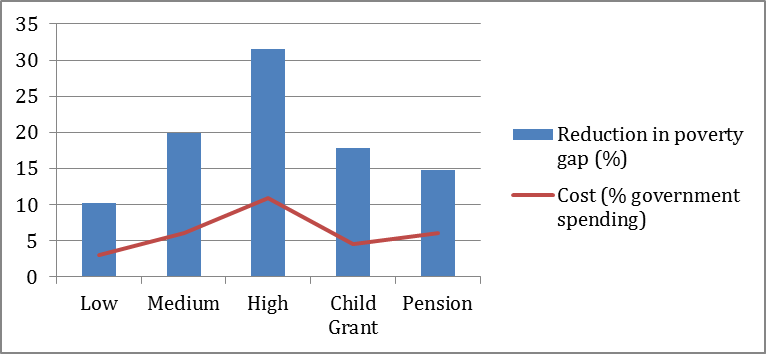 35
30
25
20
15
10
5
0
Low
Medium
High
Child
Grant
Pension
Reduction in poverty
gap (%)
Cost (% government
spending)